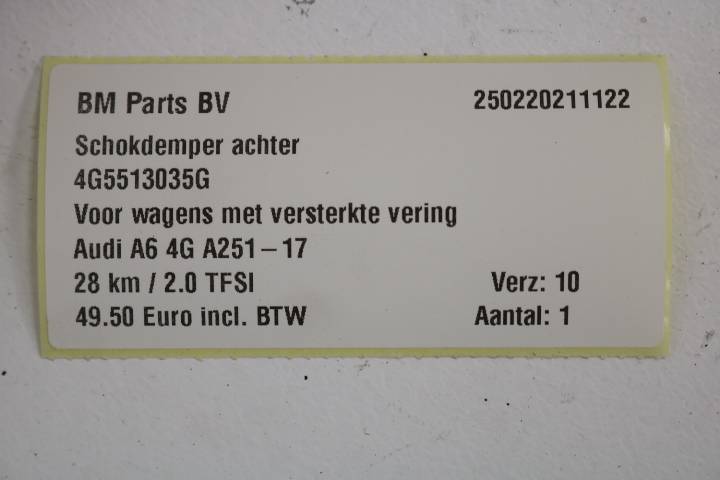 BM Parts BV 250220211122
Schokdemper achter
4G5513035G
Voor wagens met versterkte vering
Audi A6 4G A251 – 17
28 km / 2.0 TFSI Verz: 10
49.50 Euro incl. BTW Aantal: 1